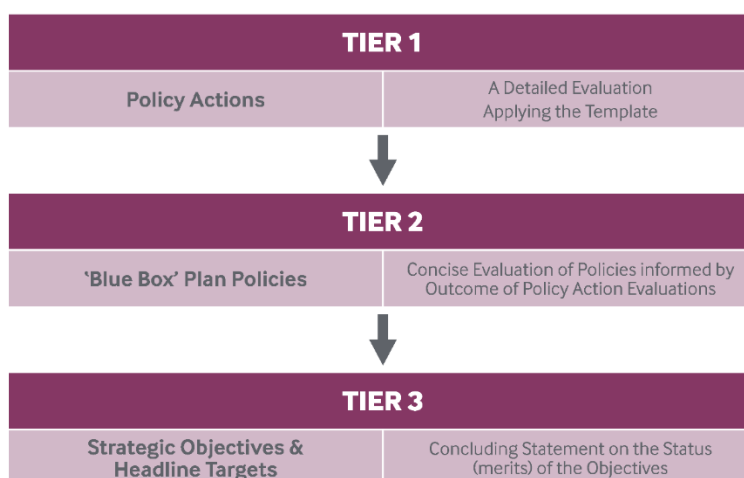 TIER 1
Policy Actions
A Detailed Evaluation
Applying the Template
TIER 2
‘Blue Box’ Plan Policies
Concise Evaluation of Policies informed by
Outcome of Policy Action Evaluations
TIER 3
Strategic Objectives &
Headline Targets
Concluding Statement on the Status
(merits) of the Objectives